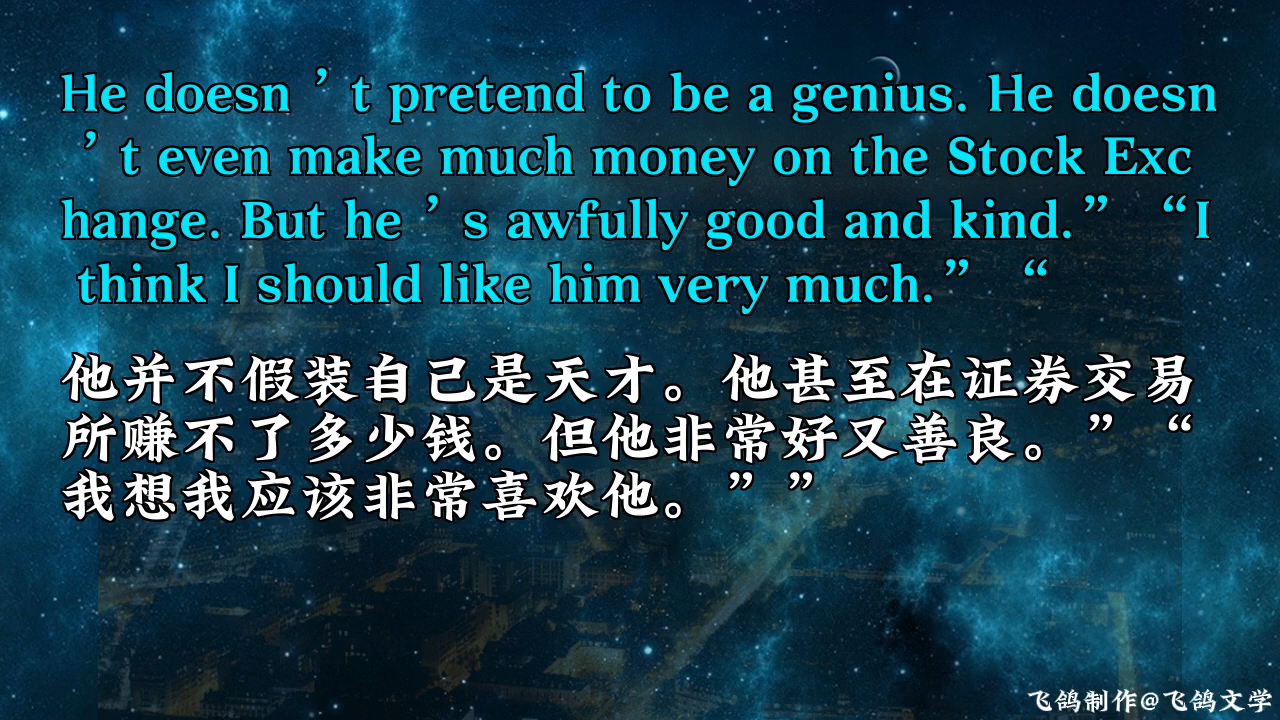 He doesn ’ t pretend to be a genius. He doesn
’ t even make much money on the Stock Exc
hange. But he ’ s awfully good and kind. ” “ I
think I should like him very much. ” “
他并不假装自己是天才。他甚至在证券交易
所赚不了多少钱。但他非常好又善良。 ” “
我想我应该非常喜欢他。 ” ”
飞鸽制作@飞鸽文学